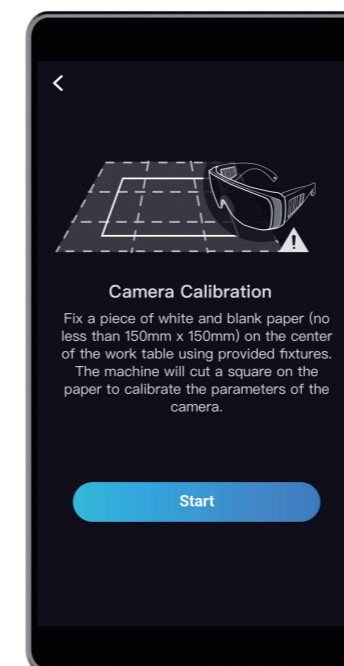 Camera Calibration
Fix a piece of white and blank paper (no
less than 150mm x 150mm) on the center
of the work table using provided fixtures.
The machine will cut a square on the
paper to calibrate the parameters of the
camera.
Start